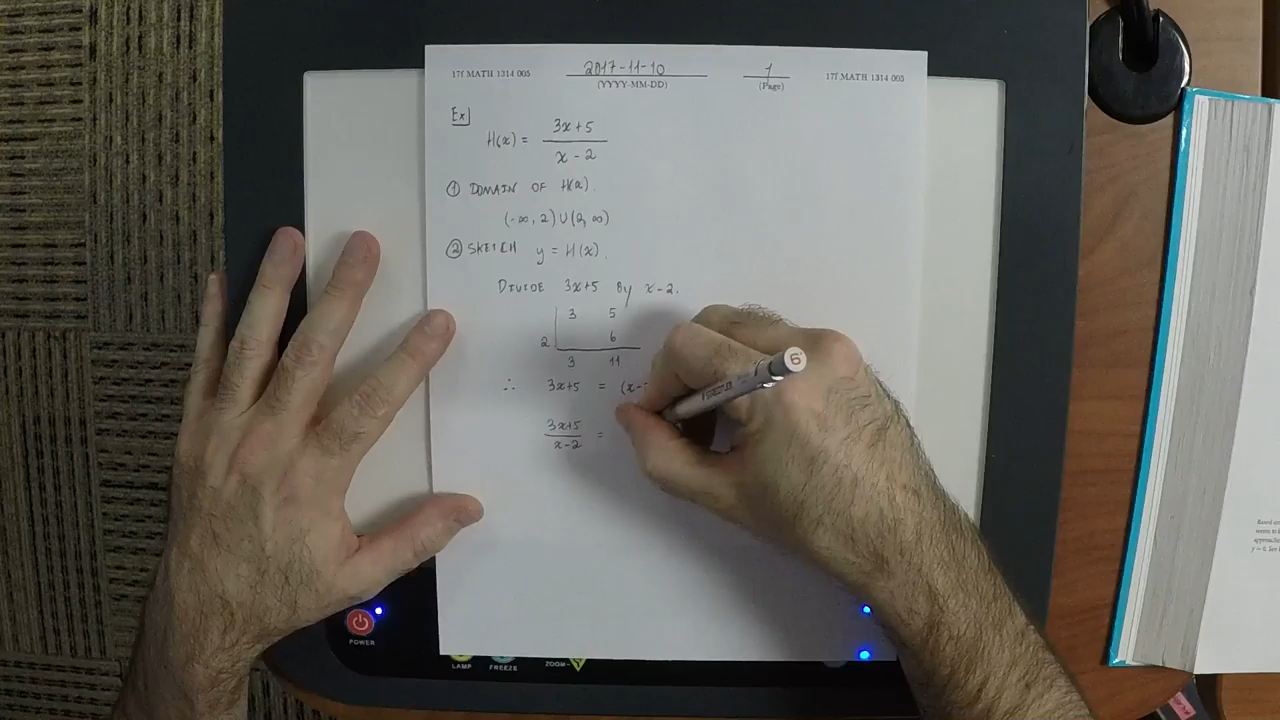 17f MATH 1314 005 2017-11-10 1 17f MATH 1314 005
(YYYY-MM-DD) (Page)
Ex
H(x) = 3x+5
x - 2
① DOMAIN OF H(x).
(-∞, 2) ∪ (2, ∞)
② SKETCH y = H(x).
DIVIDE 3x+5 By x-2.
3 5
2 6
3 11
∴ 3x+5 = (x-
3x+5
x-2 =
6
STAEDTLER
POWER
LAMP FREEZE ZOOM